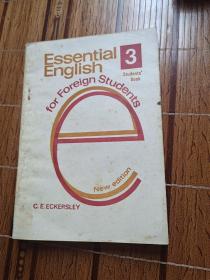 Essential
English
3
Students'
Book
for Foreign Students
e
New edition
C. E. ECKERSLEY